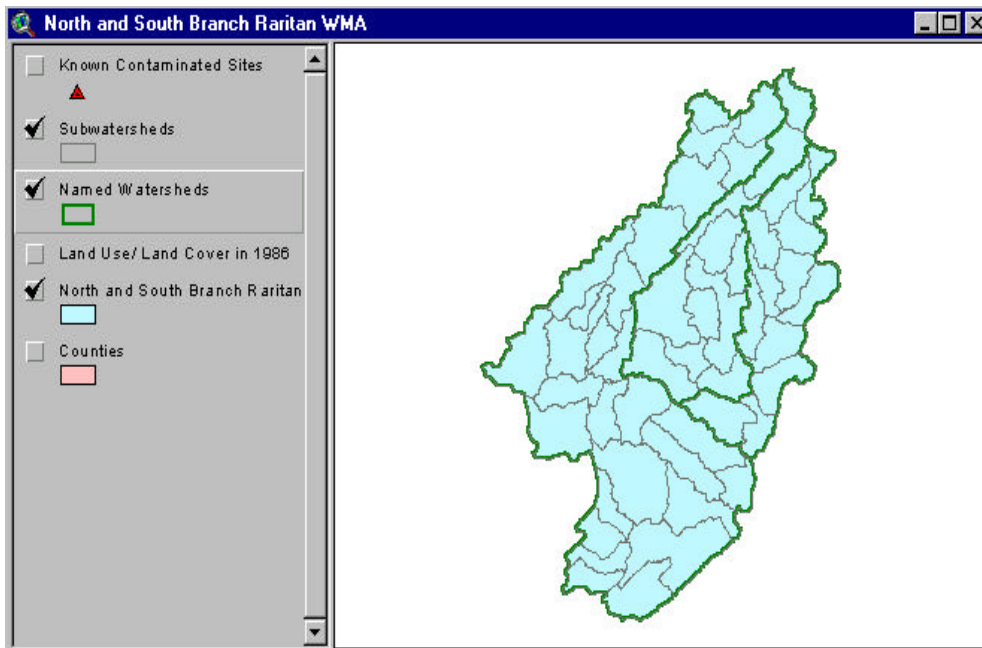 North and South Branch Raritan WMA
Known Contaminated Sites
Subwatersheds
Named Watersheds
Land Use/ Land Cover in 1986
North and South Branch Raritan
Counties